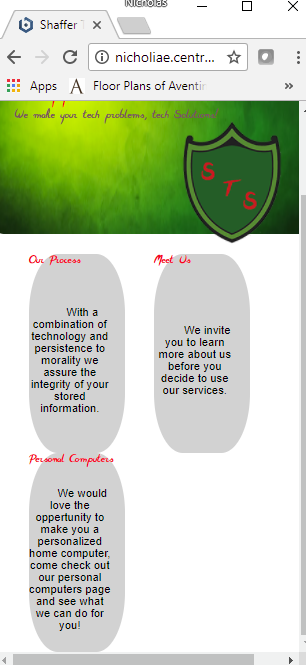 Nicholas
Shaffer T
nicholiae.centr...
Apps
Floor Plans of Aventin
»
We make your tech problems, tech Solutions!
S
T
S
Our Process
Meet Us
With a
combination of
technology and
persistence to
morality we
assure the
integrity of your
stored
information.
We invite
you to learn
more about us
before you
decide to use
our services.
Personal Computers
We would
love the
oppertunity to
make you a
personalized
home computer,
come check out
our personal
computers page
and see what
we can do for
you!